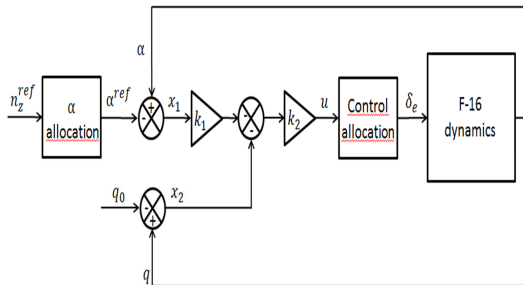 α
n_z^ref
α
allocation
α^ref
+
-
x_1
k_1
-
-
k_2
u
Control
allocation
δ_e
F-16
dynamics
q_0
-
+
x_2
q